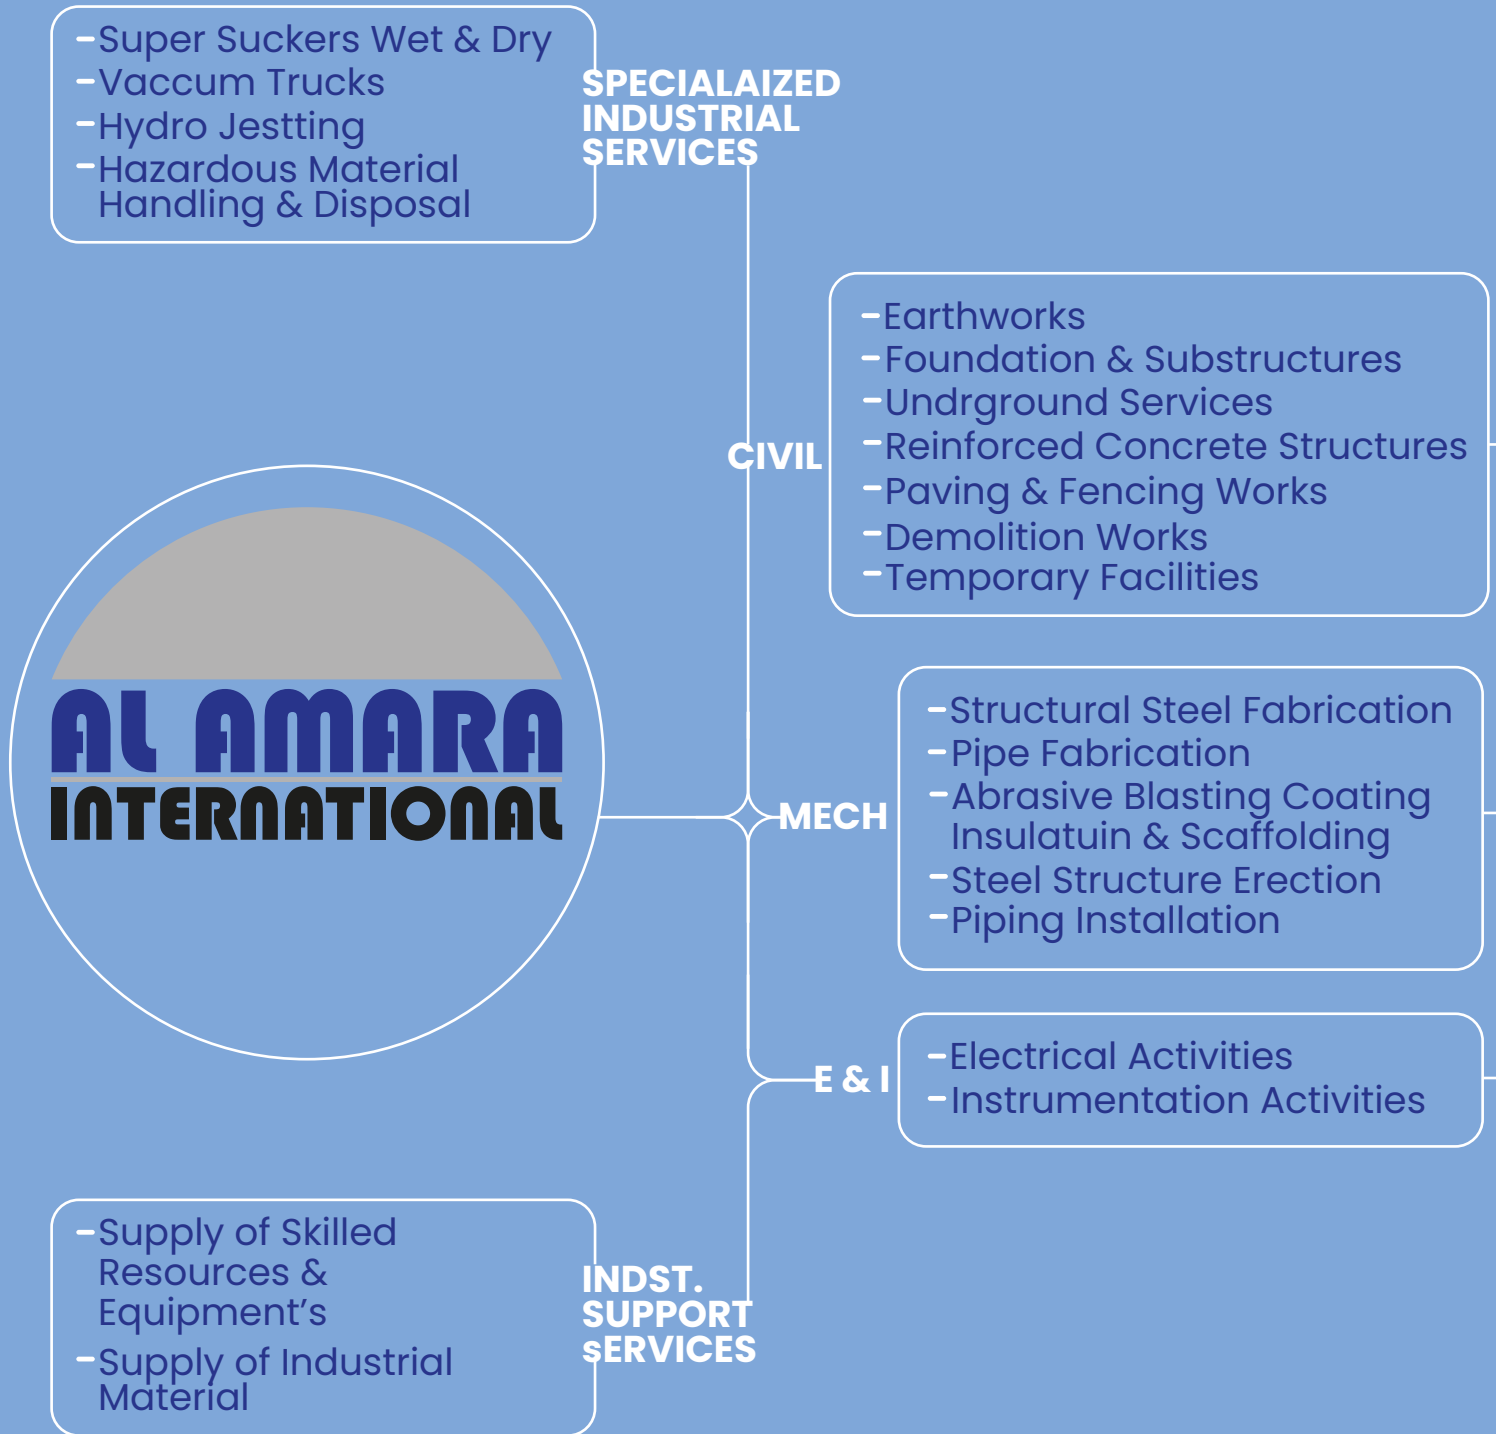 -Super Suckers Wet & Dry
-Vaccum Trucks
-Hydro Jestting
-Hazardous Material
Handling & Disposal
SPECIALAIZED
INDUSTRIAL
SERVICES
CIVIL
-Earthworks
-Foundation & Substructures
-Undrground Services
-Reinforced Concrete Structures
-Paving & Fencing Works
-Demolition Works
-Temporary Facilities
AL AMARA
INTERNATIONAL
MECH
-Structural Steel Fabrication
-Pipe Fabrication
-Abrasive Blasting Coating
Insulatuin & Scaffolding
-Steel Structure Erection
-Piping Installation
E & I
-Electrical Activities
-Instrumentation Activities
-Supply of Skilled
Resources &
Equipment’s
-Supply of Industrial
Material
INDST.
SUPPORT
sERVICES